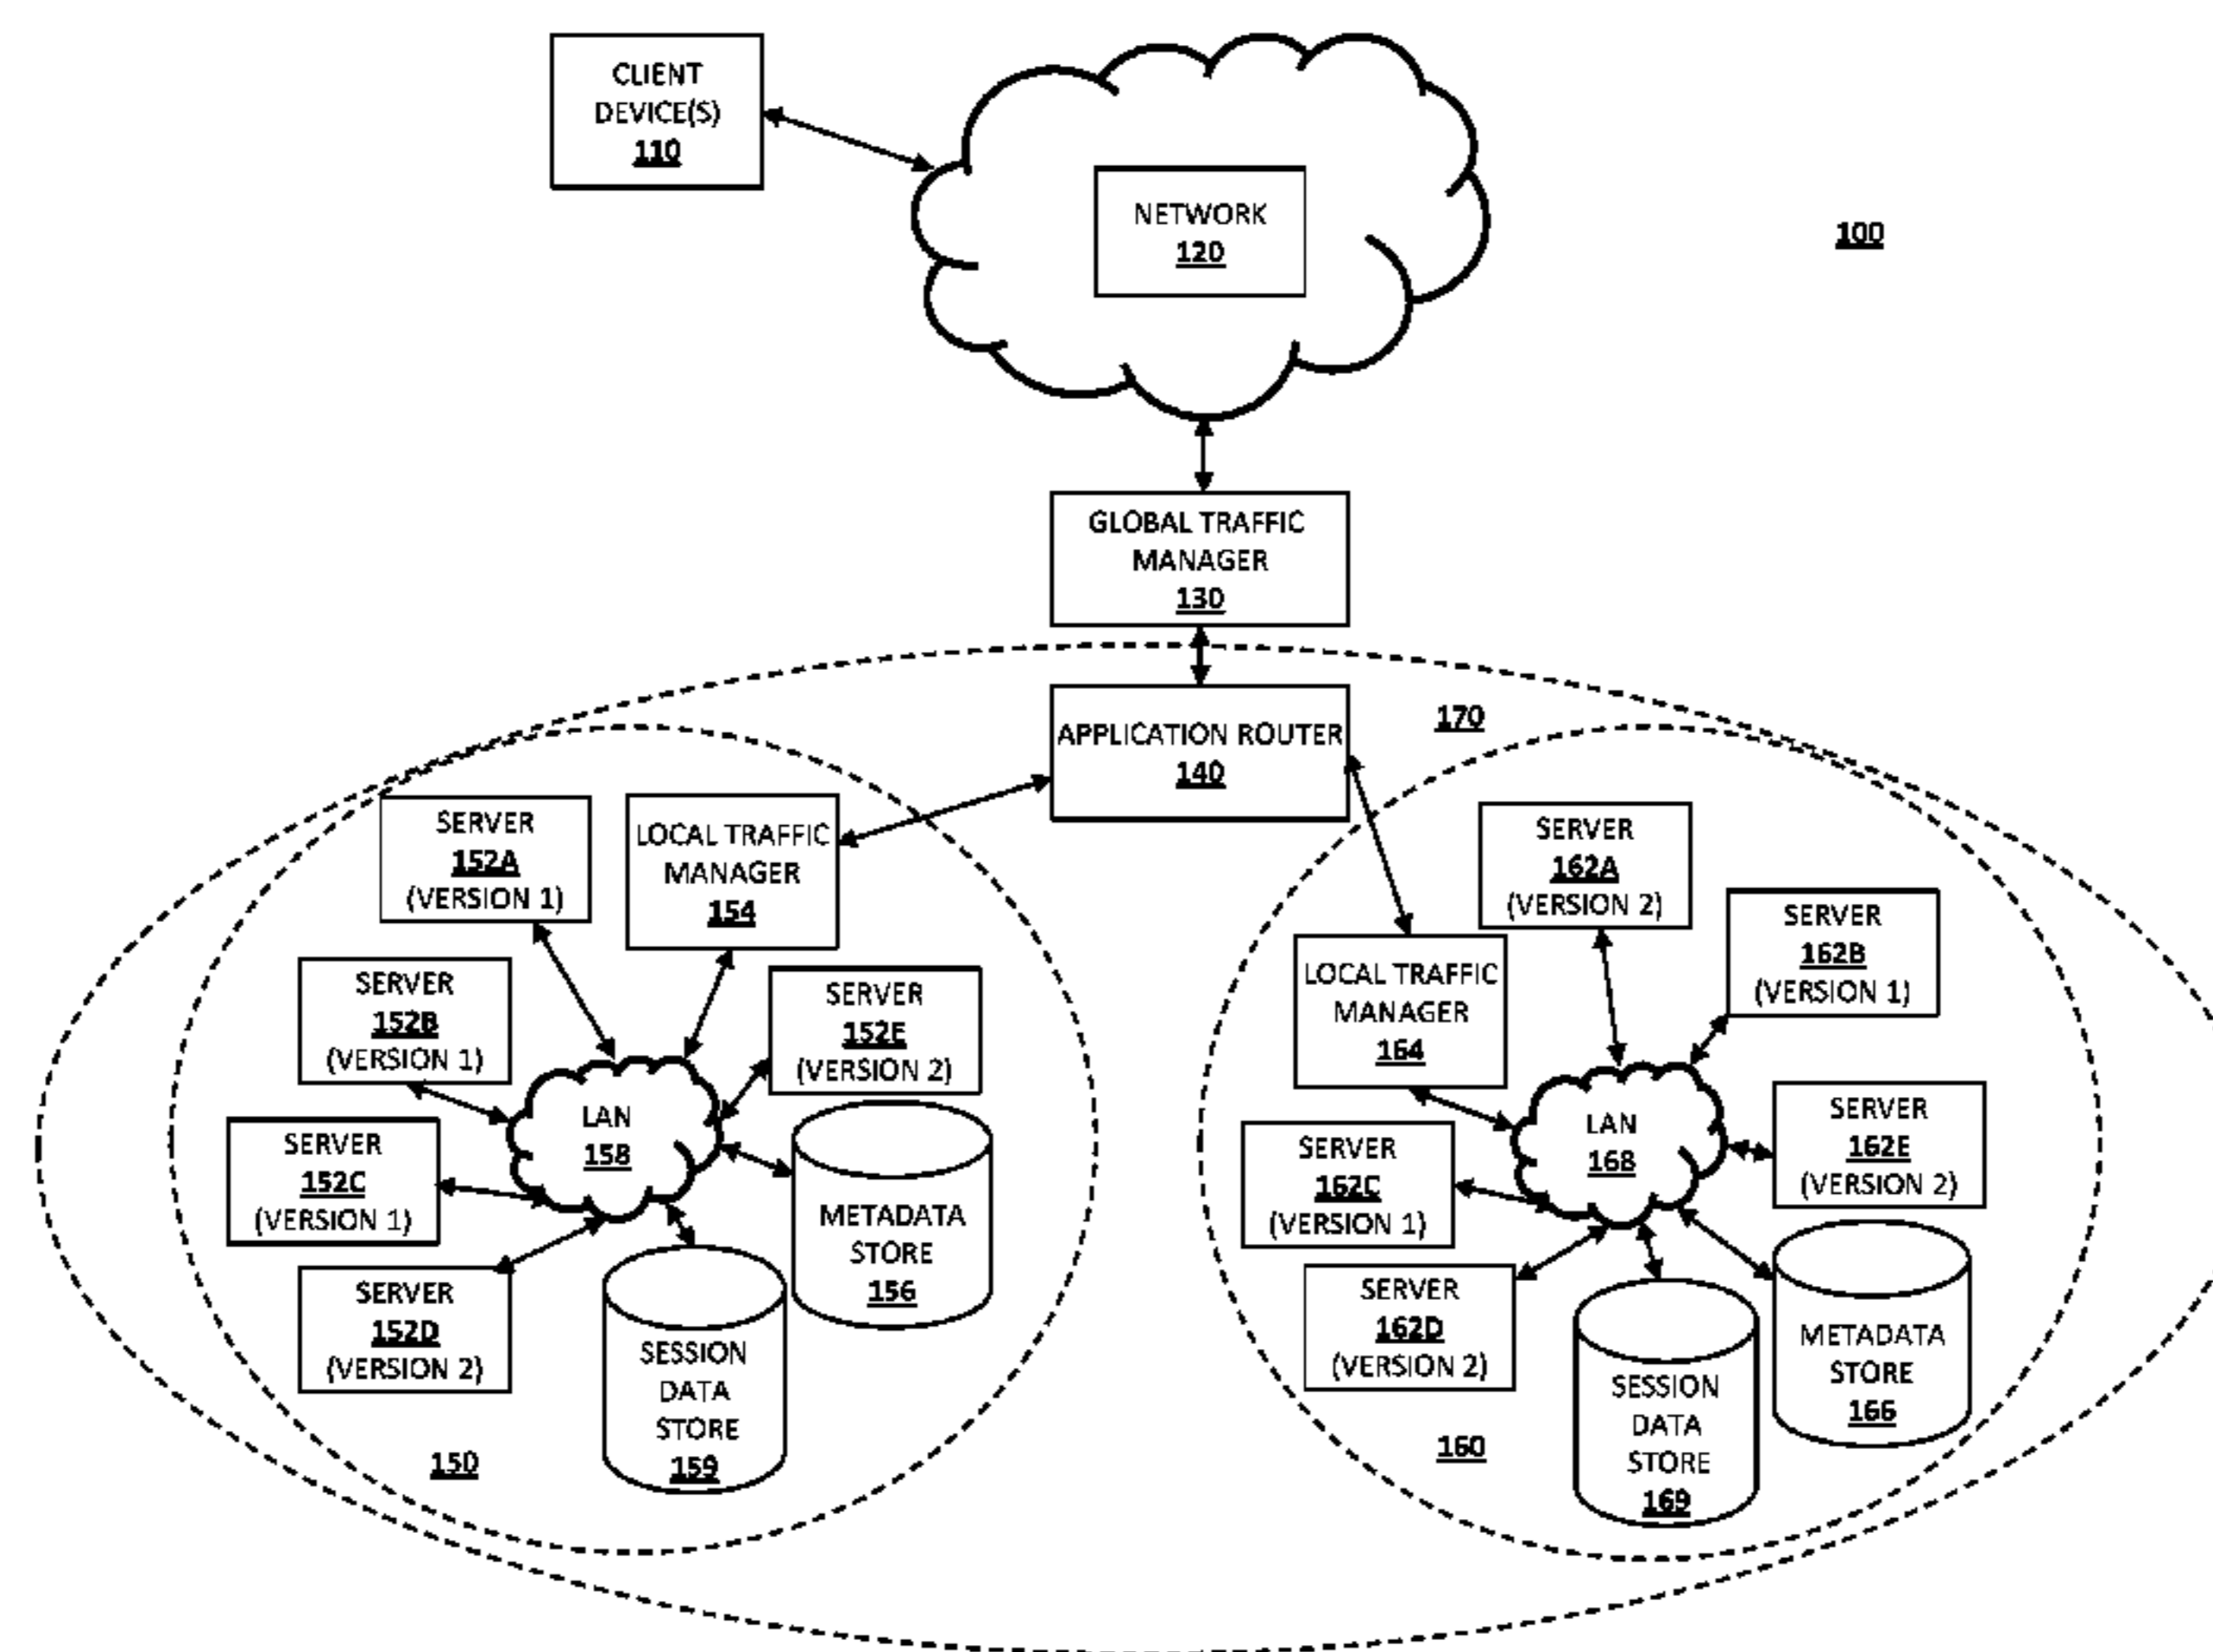 CLIENT
DEVICE(S)
110
NETWORK
120
100
GLOBAL TRAFFIC
MANAGER
130
APPLICATION ROUTER
140
170
SERVER
152A
(VERSION 1)
LOCAL TRAFFIC
MANAGER
154
SERVER
152B
(VERSION 1)
SERVER
152E
(VERSION 2)
LAN
158
SERVER
152C
(VERSION 1)
METADATA
STORE
156
SERVER
152D
(VERSION 2)
SESSION
DATA
STORE
159
150
SERVER
162A
(VERSION 2)
SERVER
162B
(VERSION 1)
LOCAL TRAFFIC
MANAGER
164
LAN
168
SERVER
162E
(VERSION 2)
SERVER
162C
(VERSION 1)
SERVER
162D
(VERSION 2)
METADATA
STORE
166
SESSION
DATA
STORE
169
160